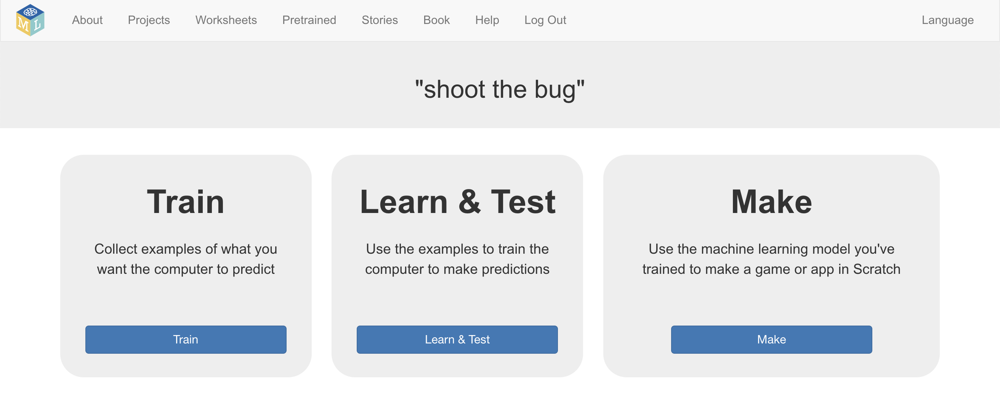 M L
About Projects Worksheets Pretrained Stories Book Help Log Out Language
"shoot the bug"
Train
Collect examples of what you
want the computer to predict
Train
Learn & Test
Use the examples to train the
computer to make predictions
Learn & Test
Make
Use the machine learning model you've
trained to make a game or app in Scratch
Make